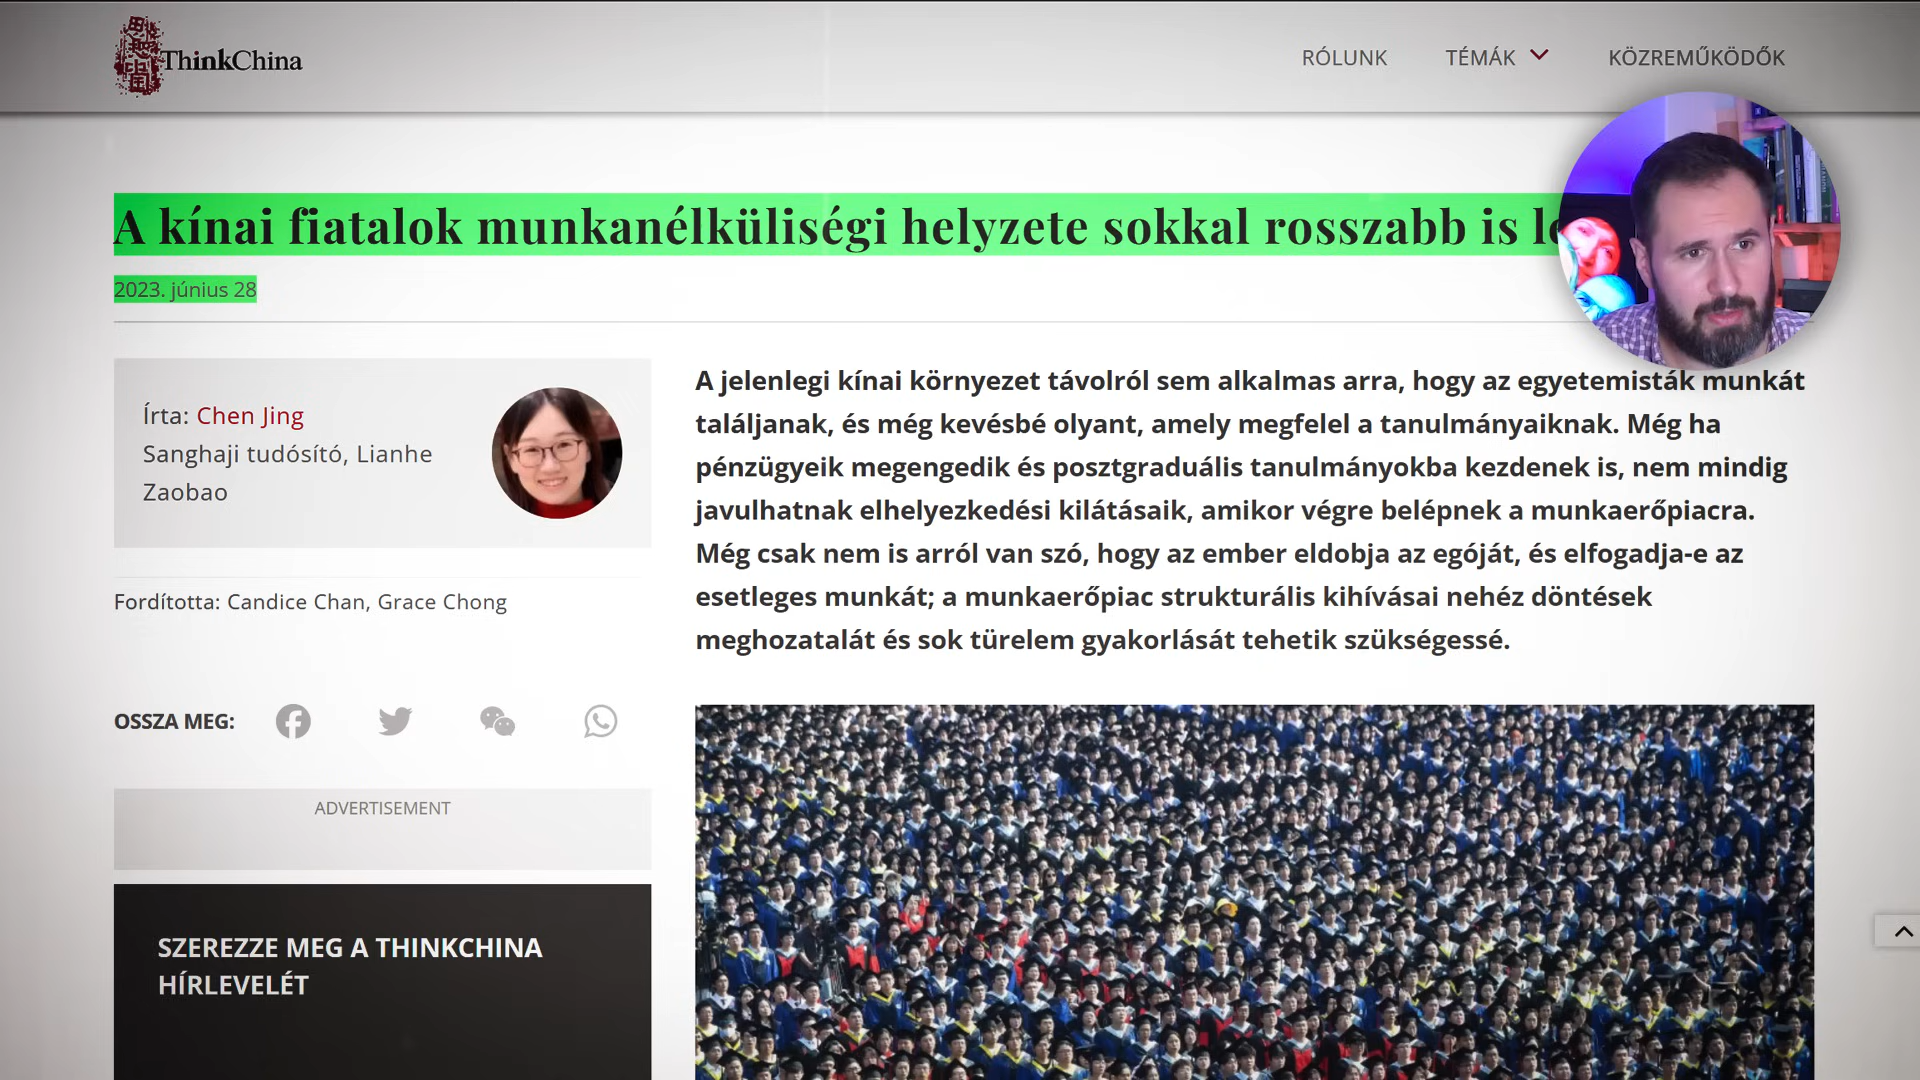 ThinkChina
RÓLUNK
TÉMÁK
KÖZREMŰKÖDŐK
A kínai fiatalok munkanélküliségi helyzete sokkal rosszabb is
2023. június 28
Írta: Chen Jing
Sanghaji tudósító, Lianhe
Zaobao
Fordította: Candice Chan, Grace Chong
OSSZA MEG:
ADVERTISEMENT
SZEREZZE MEG A THINKCHINA
HÍRLEVELÉT
A jelenlegi kínai környezet távolról sem alkalmas arra, hogy az egyetemisták munkát
találjanak, és még kevésbé olyant, amely megfelel a tanulmányaiknak. Még ha
pénzügyeik megengedik és posztgraduális tanulmányokba kezdenek is, nem mindig
javulhatnak elhelyezkedési kilátásaik, amikor végre belépnek a munkaerőpiacra.
Még csak nem is arról van szó, hogy az ember eldobja az egóját, és elfogadja-e az
esetleges munkát; a munkaerőpiac strukturális kihívásai nehéz döntések
meghozatalát és sok türelem gyakorlását tehetik szükségessé.